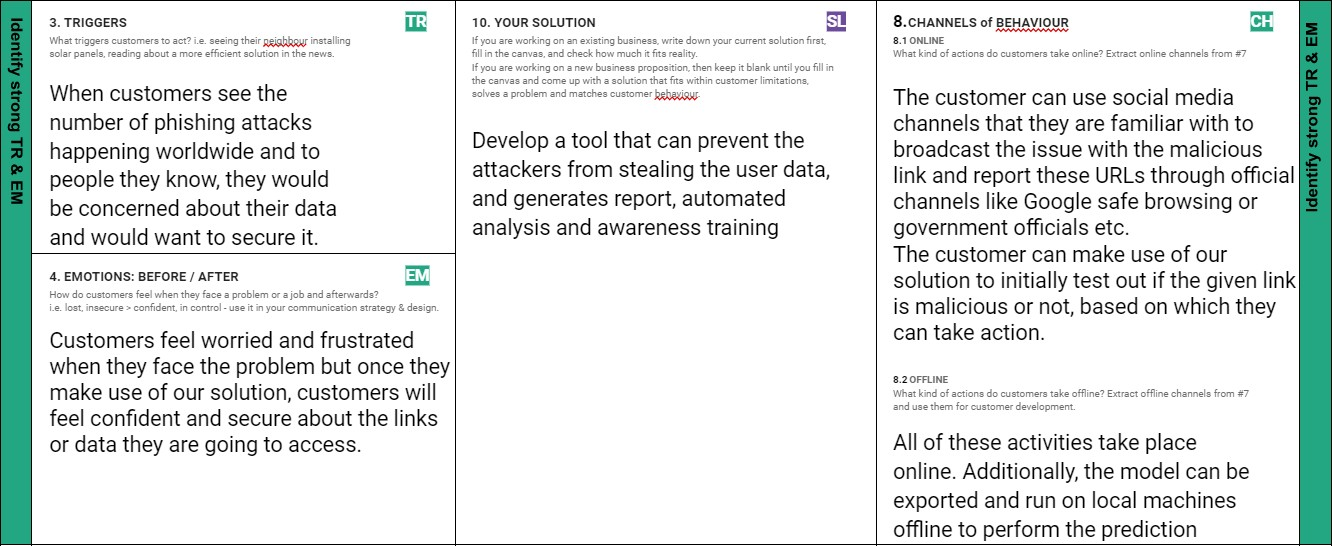 Identify strong TR & EM
3. TRIGGERS
TR
What triggers customers to act? i.e. seeing their neighbour installing
solar panels, reading about a more efficient solution in the news.
When customers see the
number of phishing attacks
happening worldwide and to
people they know, they would
be concerned about their data
and would want to secure it.
4. EMOTIONS: BEFORE / AFTER
EM
How do customers feel when they face a problem or a job and afterwards?
i.e. lost, insecure > confident, in control - use it in your communication strategy & design.
Customers feel worried and frustrated
when they face the problem but once they
make use of our solution, customers will
feel confident and secure about the links
or data they are going to access.
10. YOUR SOLUTION
SL
If you are working on an existing business, write down your current solution first,
fill in the canvas, and check how much it fits reality.
If you are working on a new business proposition, then keep it blank until you fill in
the canvas and come up with a solution that fits within customer limitations,
solves a problem and matches customer behaviour.
Develop a tool that can prevent the
attackers from stealing the user data,
and generates report, automated
analysis and awareness training
8.CHANNELS of BEHAVIOUR
CH
8.1 ONLINE
What kind of actions do customers take online? Extract online channels from #7
The customer can use social media
channels that they are familiar with to
broadcast the issue with the malicious
link and report these URLs through official
channels like Google safe browsing or
government officials etc.
The customer can make use of our
solution to initially test out if the given link
is malicious or not, based on which they
can take action.
8.2 OFFLINE
What kind of actions do customers take offline? Extract offline channels from #7
and use them for customer development.
All of these activities take place
online. Additionally, the model can be
exported and run on local machines
offline to perform the prediction
Identify strong TR & EM